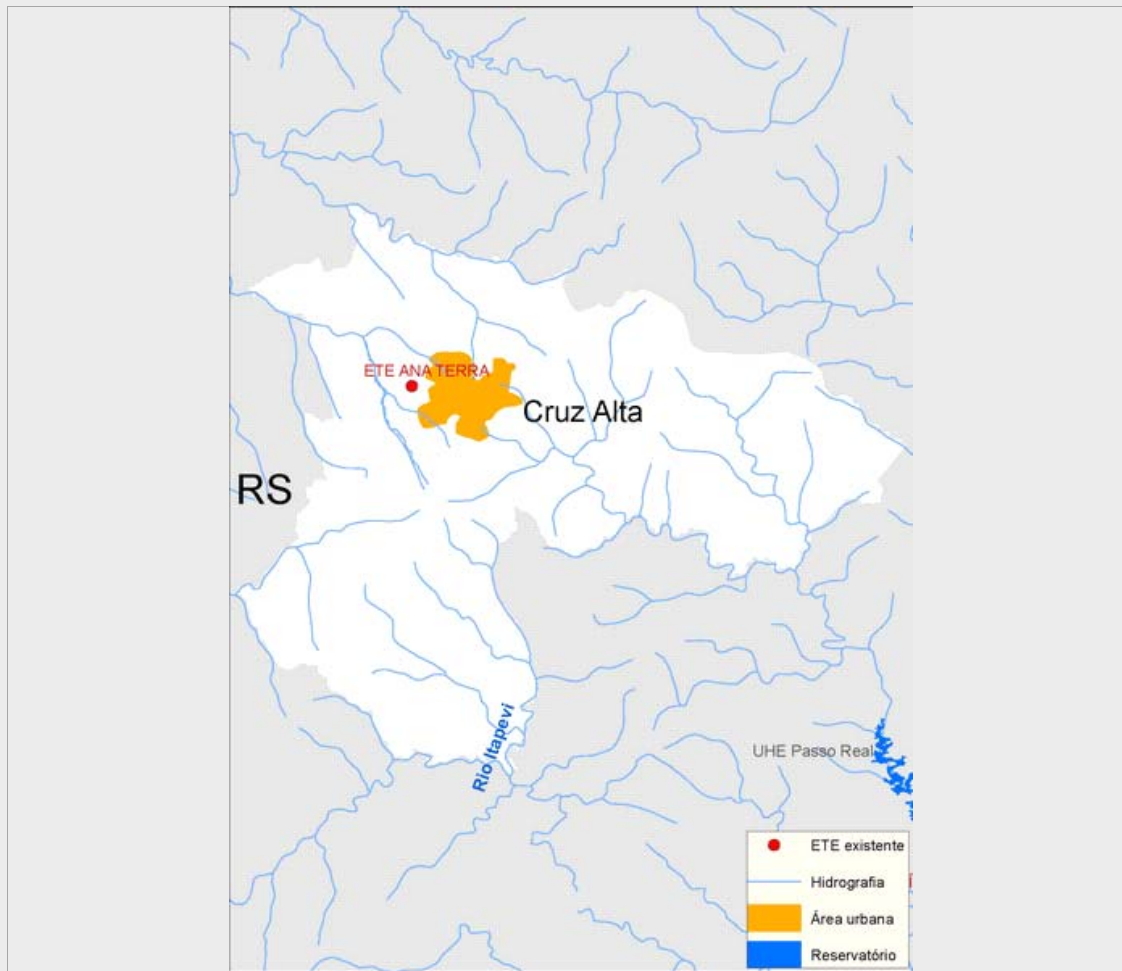 ETE ANA TERRA
Cruz Alta
RS
Rio Itapevi
UHE Passo Real
ETE existente
Hidrografia
Área urbana
Reservatório